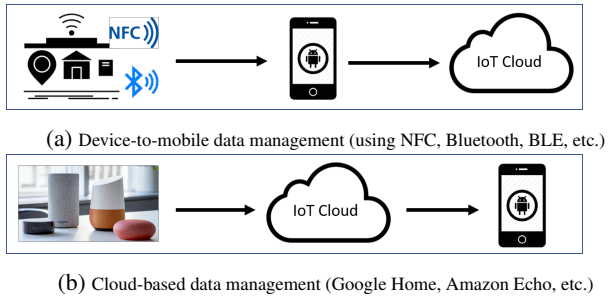 NFC
IoT Cloud
(a) Device-to-mobile data management (using NFC, Bluetooth, BLE, etc.)
IoT Cloud
(b) Cloud-based data management (Google Home, Amazon Echo, etc.)